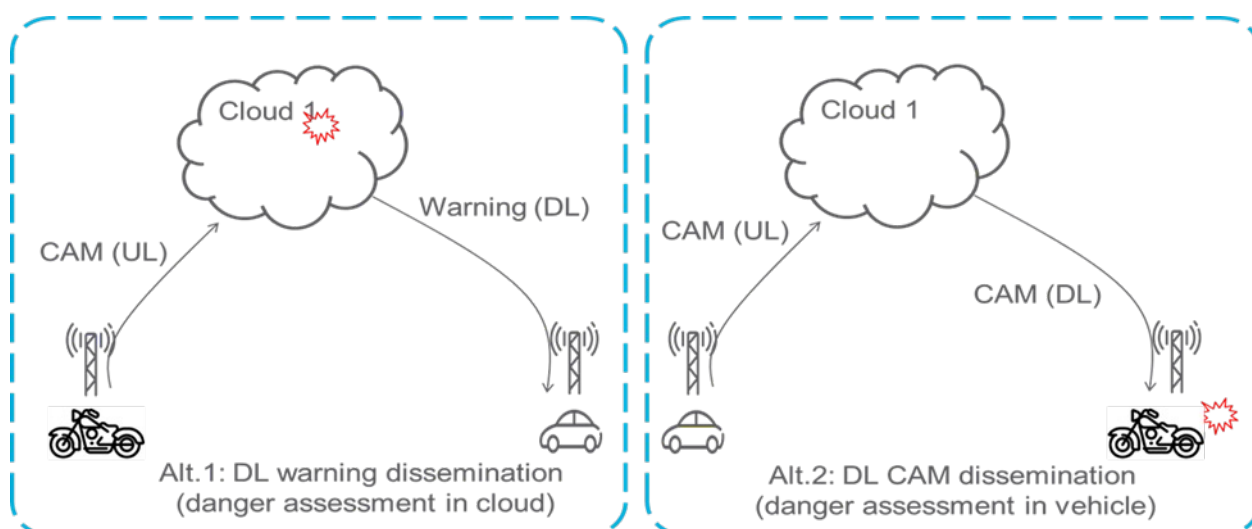 Cloud 1
Warning (DL)
CAM (UL)
Alt.1: DL warning dissemination
(danger assessment in cloud)
Cloud 1
CAM (UL)
CAM (DL)
Alt.2: DL CAM dissemination
(danger assessment in vehicle)